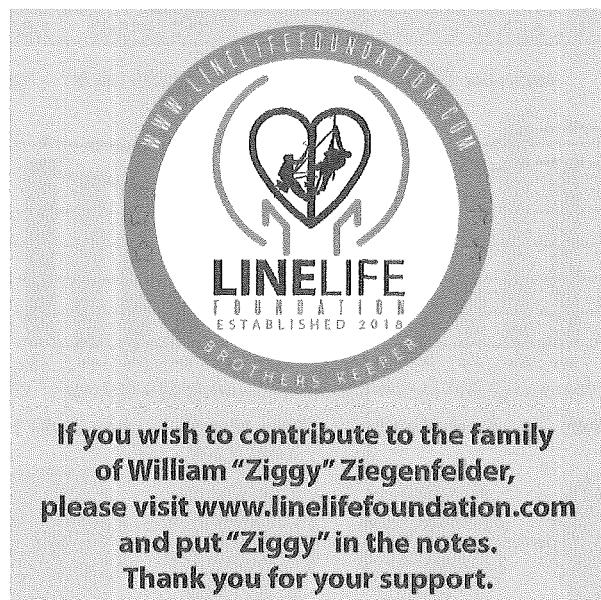 WWW.LINELIFEFOUNDATION.COM
LINELIFE
FOUNDATION
ESTABLISHED 2018
BROTHERS KEEPER
If you wish to contribute to the family
of William “Ziggy” Ziegenfelder,
please visit www.linelifefoundation.com
and put “Ziggy” in the notes.
Thank you for your support.